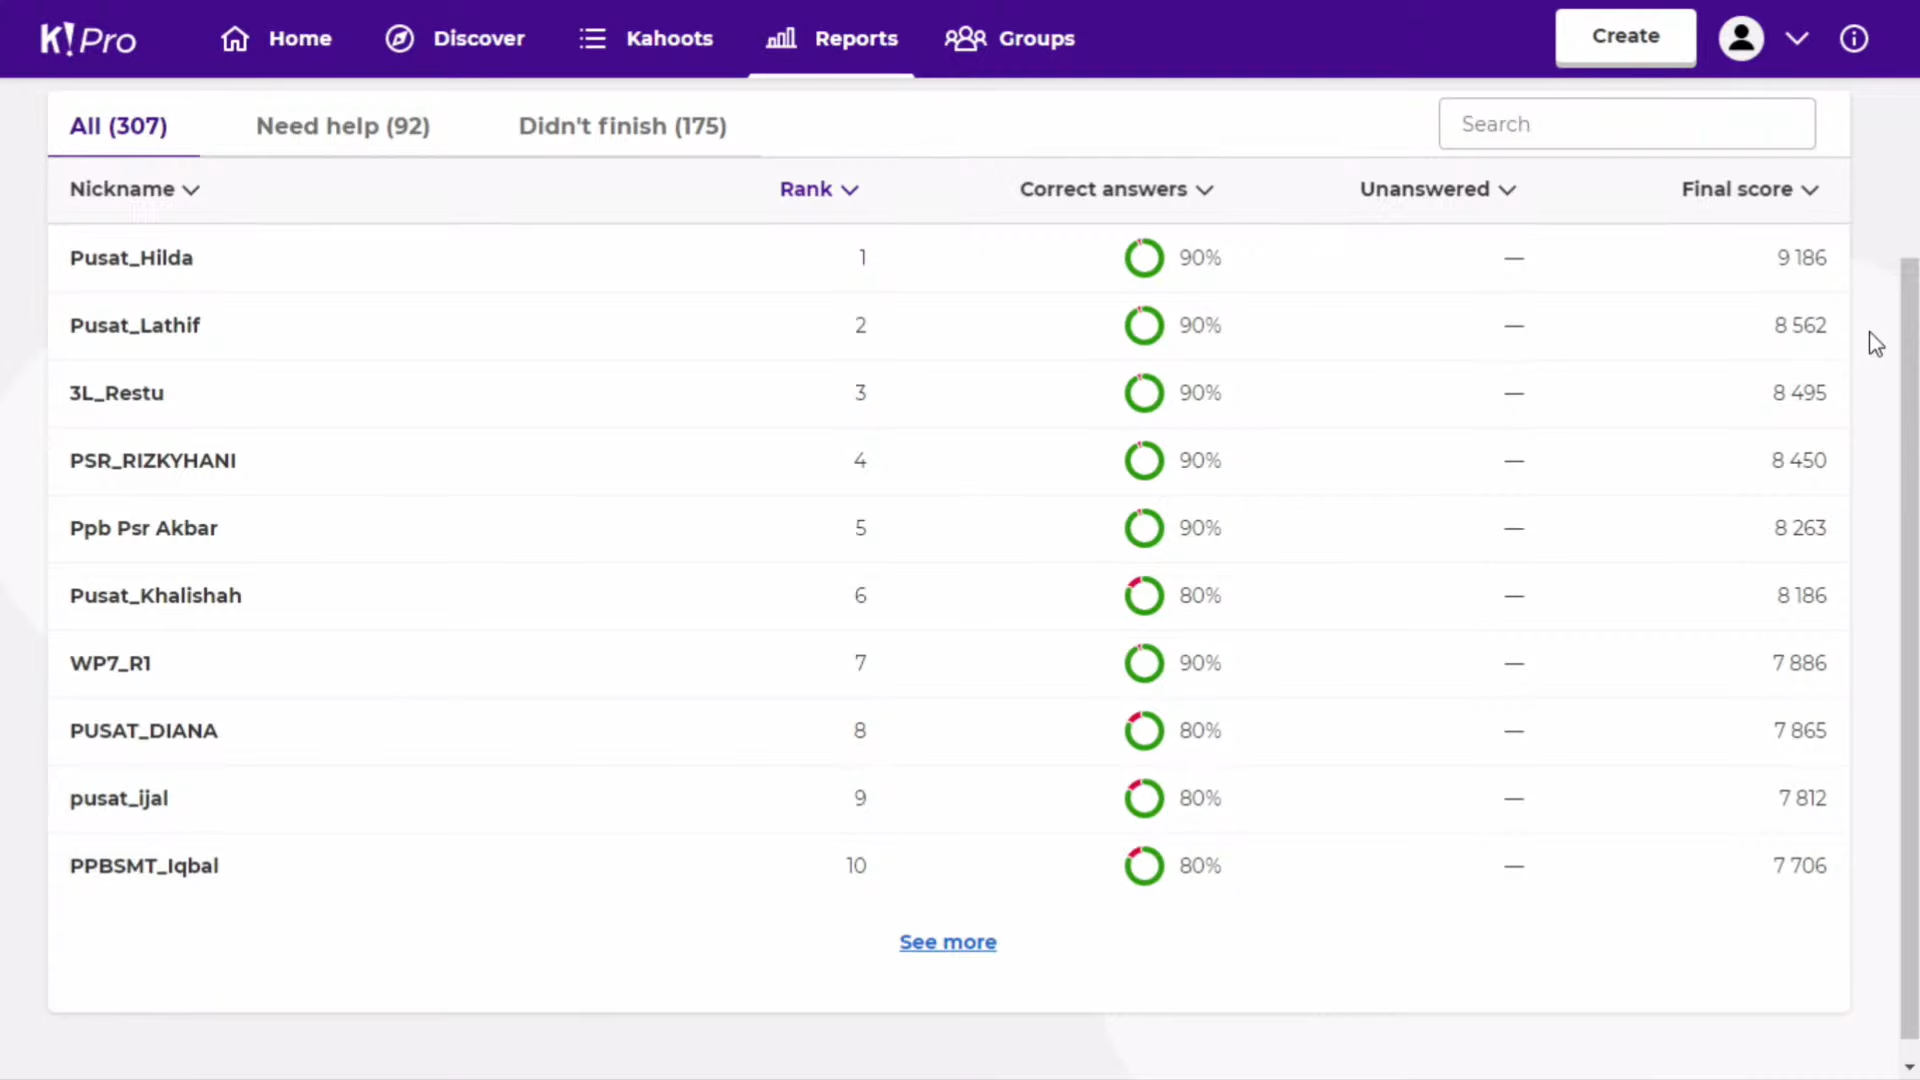 K!Pro Home Discover Kahoots Reports Groups Create
All (307) Need help (92) Didn't finish (175) Search
Nickname Rank Correct answers Unanswered Final score
Pusat_Hilda 1 90% — 9 186
Pusat_Lathif 2 90% — 8 562
3L_Restu 3 90% — 8 495
PSR_RIZKYHANI 4 90% — 8 450
Ppb Psr Akbar 5 90% — 8 263
Pusat_Khalishah 6 80% — 8 186
WP7_R1 7 90% — 7 886
PUSAT_DIANA 8 80% — 7 865
pusat_ijal 9 80% — 7 812
PPBSMT_Iqbal 10 80% — 7 706
See more